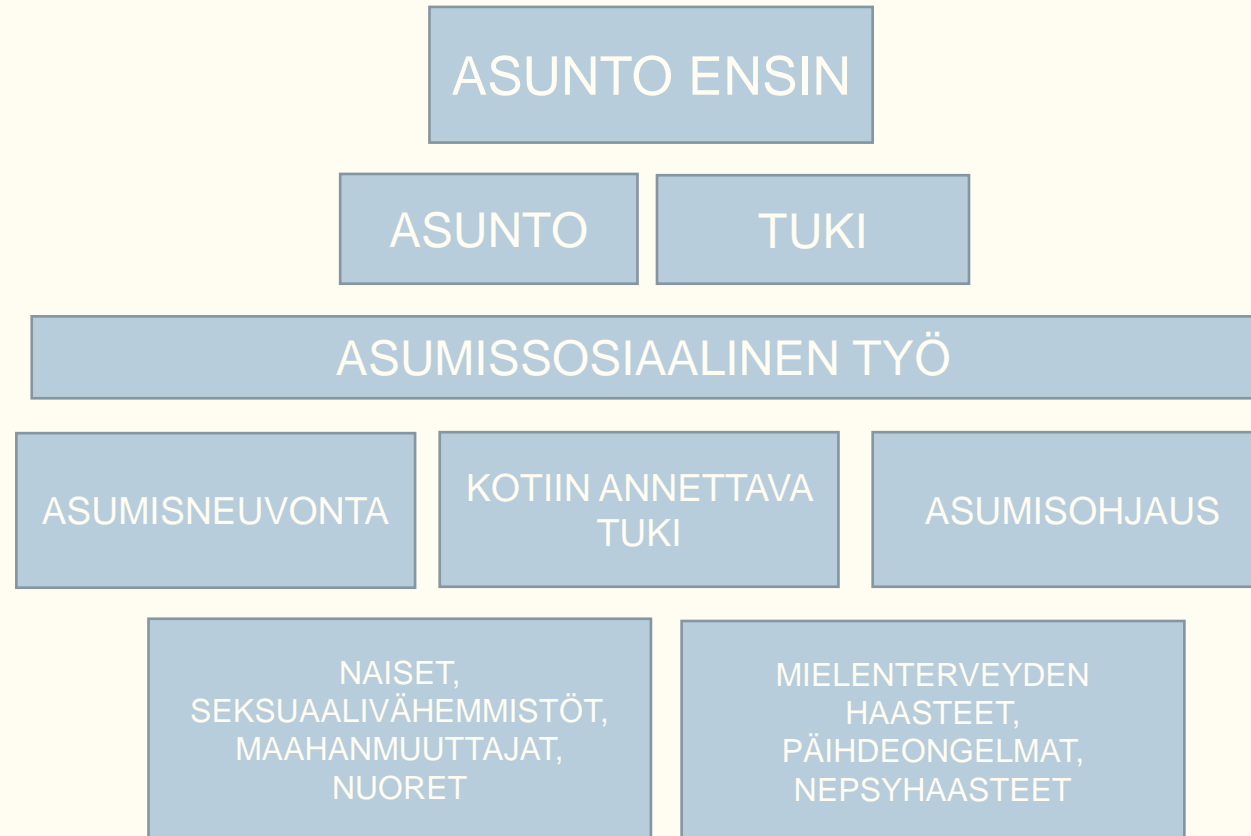 ASUNTO ENSIN
ASUNTO
TUKI
ASUMISSOSIAALINEN TYÖ
ASUMISNEUVONTA
KOTIIN ANNETTAVA
TUKI
ASUMISOHJAUS
NAISET,
SEKSUAALIVÄHEMMISTÖT,
MAAHANMUUTTAJAT,
NUORET
MIELENTERVEYDEN
HAASTEET,
PÄIHDEONGELMAT,
NEPSYHAASTEET